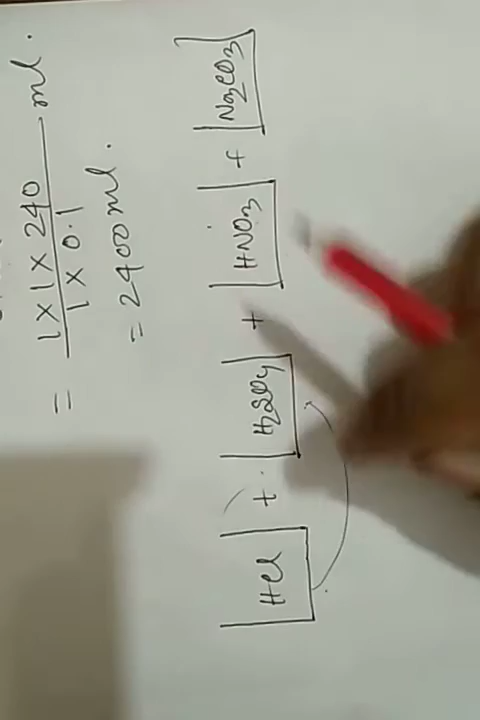 = 1 X 1 X 240 / 1 X 0.1 ml.
= 2400 ml.
HCl + H2SO4 + HNO3 + Na2CO3